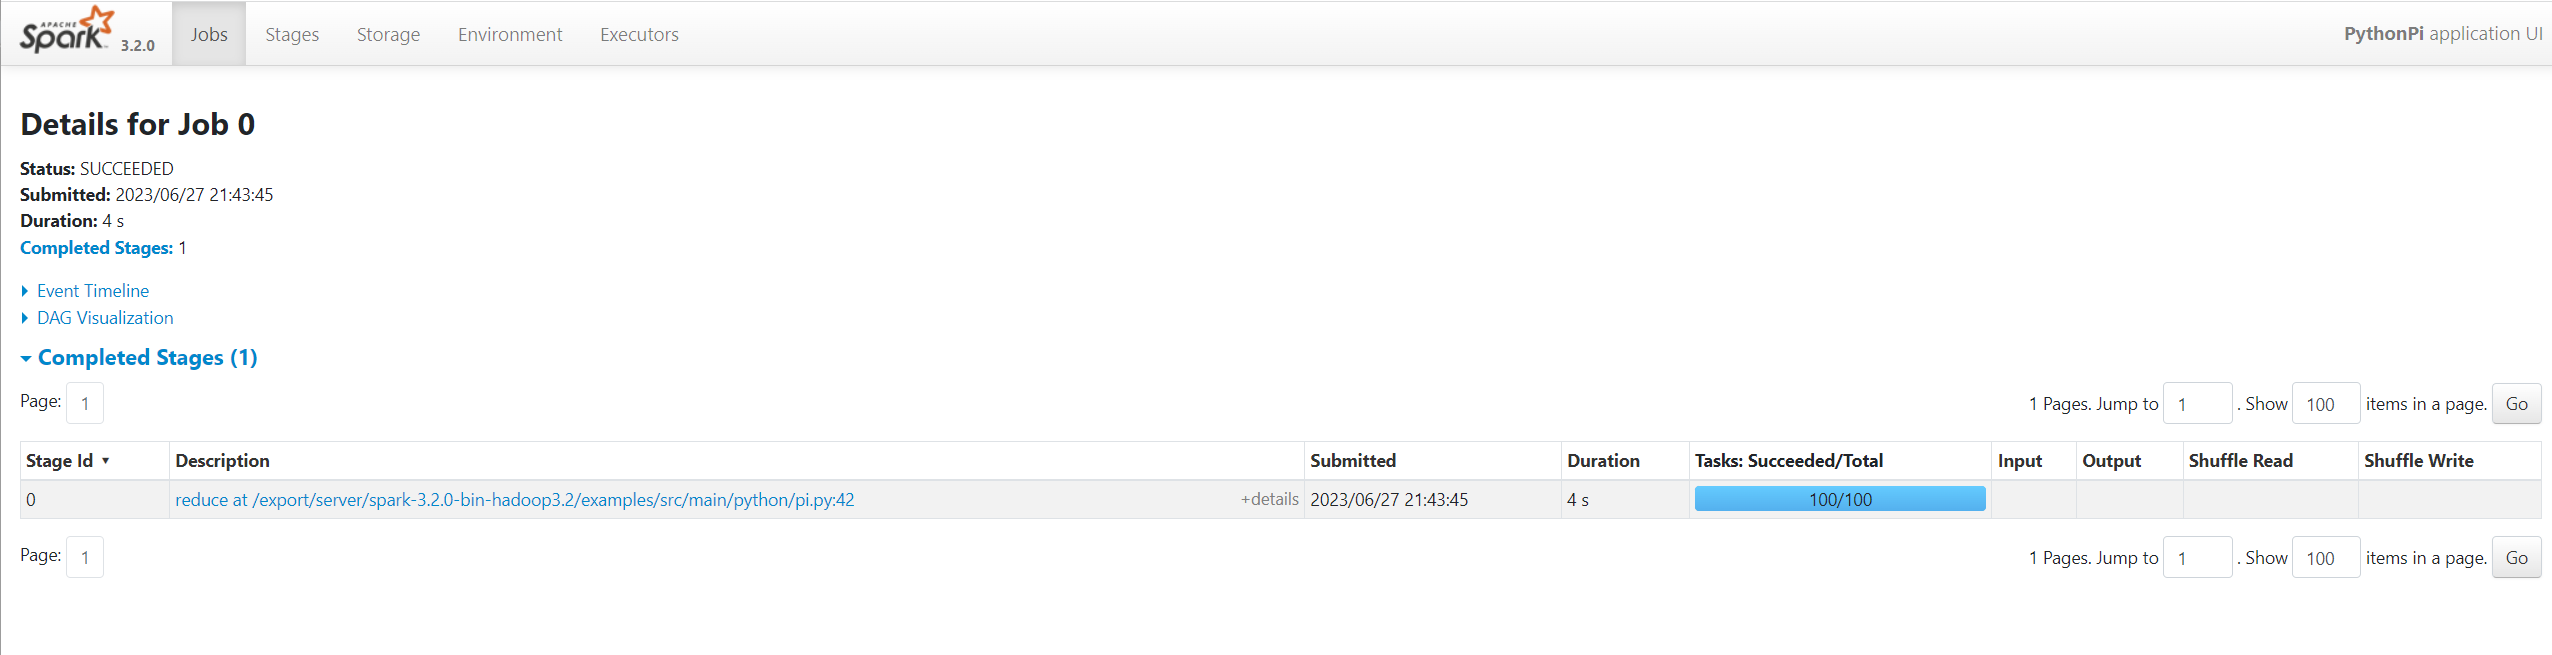 APACHE
Spark 3.2.0 Jobs Stages Storage Environment Executors PythonPi application UI
Details for Job 0
Status: SUCCEEDED
Submitted: 2023/06/27 21:43:45
Duration: 4 s
Completed Stages: 1
Event Timeline
DAG Visualization
Completed Stages (1)
Page: 1 1 Pages. Jump to 1 . Show 100 items in a page. Go
Stage Id Description Submitted Duration Tasks: Succeeded/Total Input Output Shuffle Read Shuffle Write
0 reduce at /export/server/spark-3.2.0-bin-hadoop3.2/examples/src/main/python/pi.py:42 +details 2023/06/27 21:43:45 4 s 100/100
Page: 1 1 Pages. Jump to 1 . Show 100 items in a page. Go